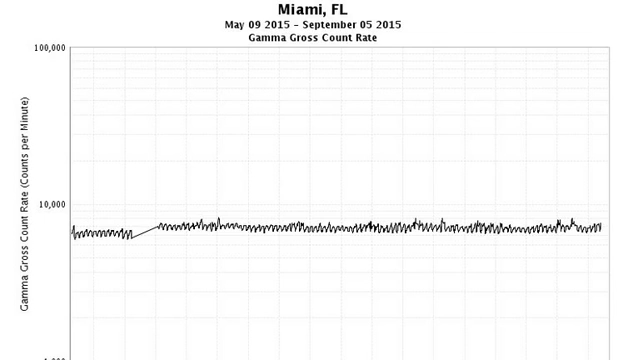 Miami, FL
May 09 2015 - September 05 2015
Gamma Gross Count Rate
100,000
Gamma Gross Count Rate (Counts per Minute)
10,000